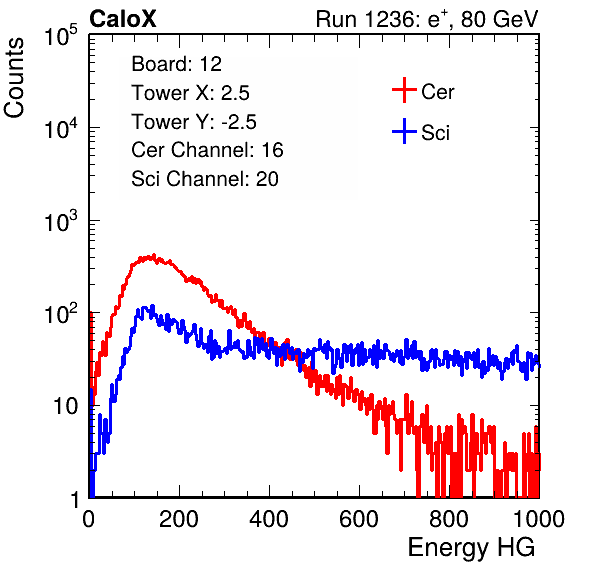 CaloX Run 1236: e⁺, 80 GeV
Counts
Board: 12
Tower X: 2.5
Tower Y: -2.5
Cer Channel: 16
Sci Channel: 20
Cer
Sci
10⁵
10⁴
10³
10²
10
1
0 200 400 600 800 1000
Energy HG